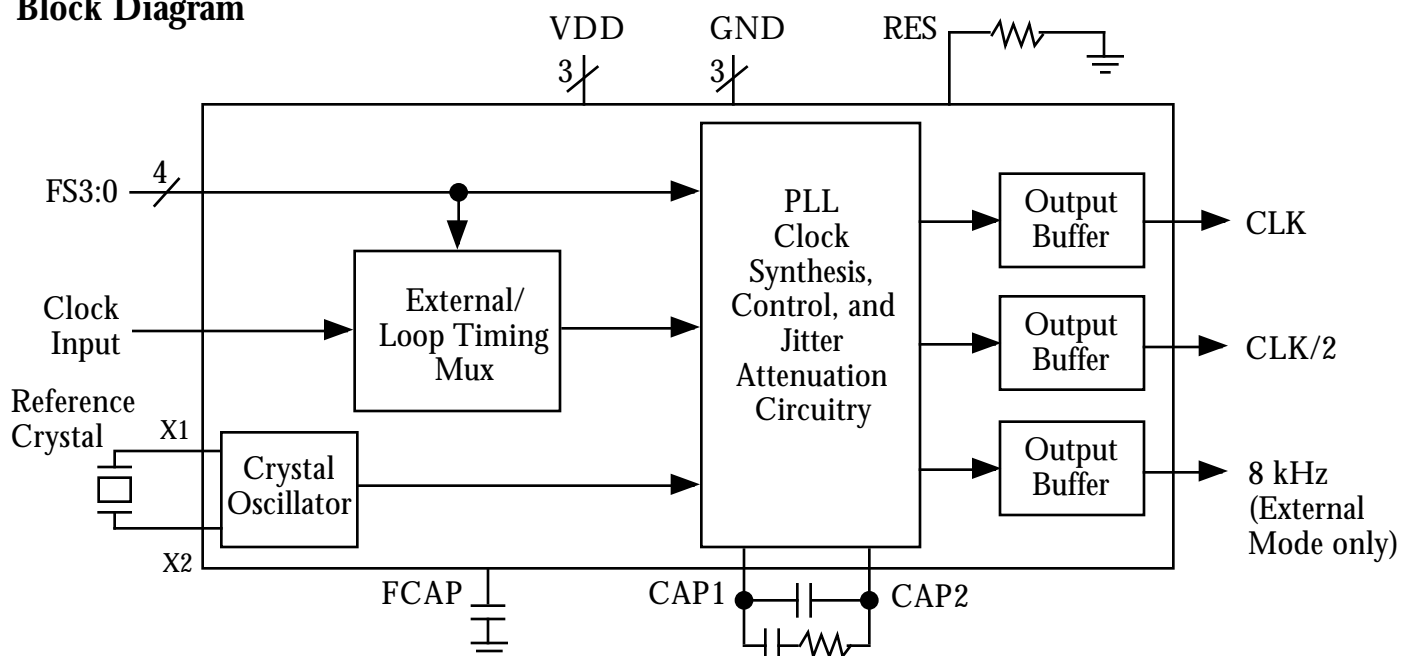 Block Diagram
VDD
GND
RES
3
3
FS3:0
4
Clock
Input
External/
Loop Timing
Mux
PLL
Clock
Synthesis,
Control, and
Jitter
Attenuation
Circuitry
Output
Buffer
CLK
Output
Buffer
CLK/2
Output
Buffer
8 kHz
(External
Mode only)
Reference
Crystal
X1
X2
Crystal
Oscillator
FCAP
CAP1
CAP2